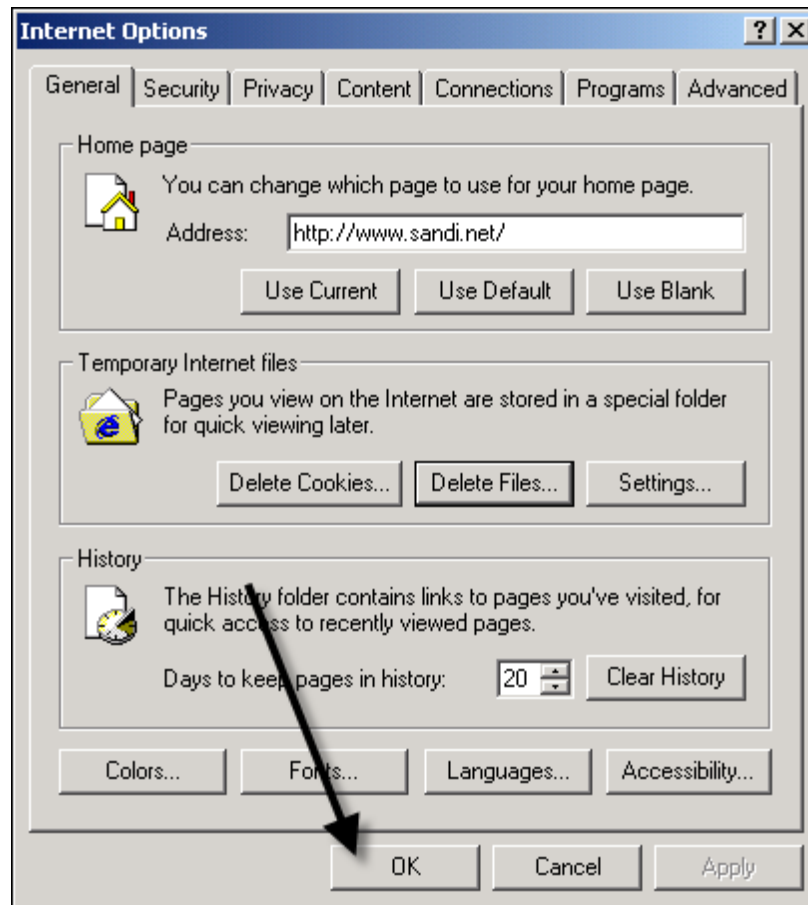 Internet Options
General Security Privacy Content Connections Programs Advanced
Home page
You can change which page to use for your home page.
Address: http://www.sandi.net/
Use Current Use Default Use Blank
Temporary Internet files
Pages you view on the Internet are stored in a special folder
for quick viewing later.
Delete Cookies... Delete Files... Settings...
History
The History folder contains links to pages you've visited, for
quick access to recently viewed pages.
Days to keep pages in history: 20 Clear History
Colors... Fonts... Languages... Accessibility...
OK Cancel Apply